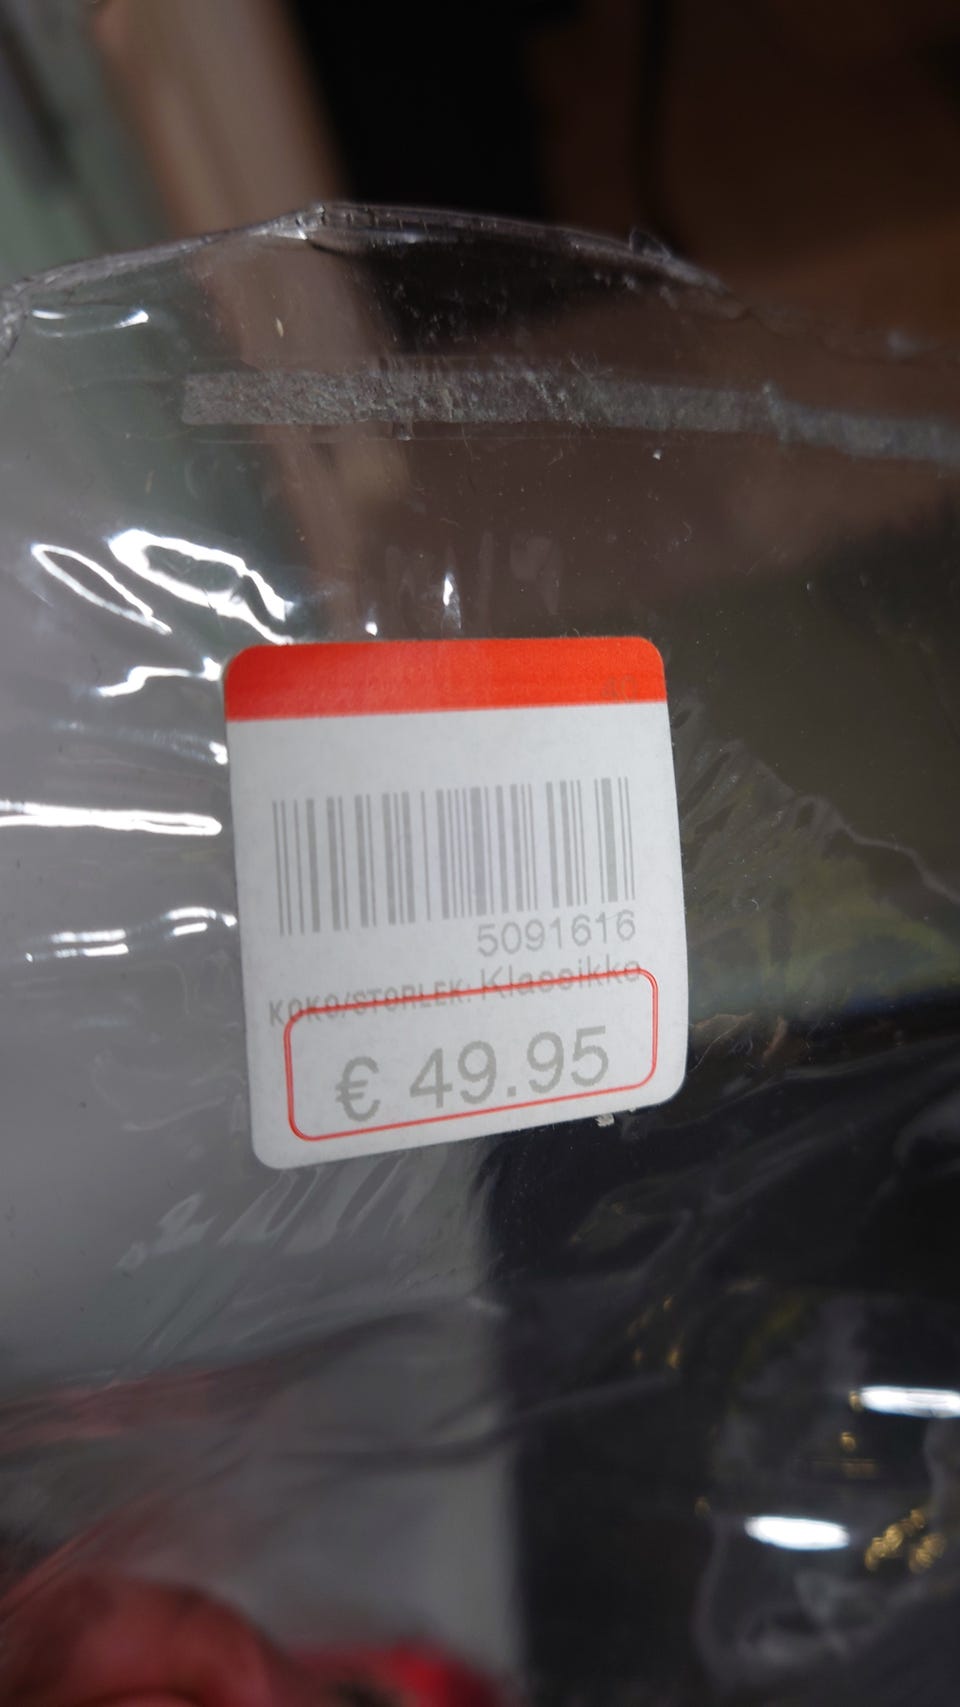 5091616
KOKO/STORLEK: Klassikko
€ 49.95